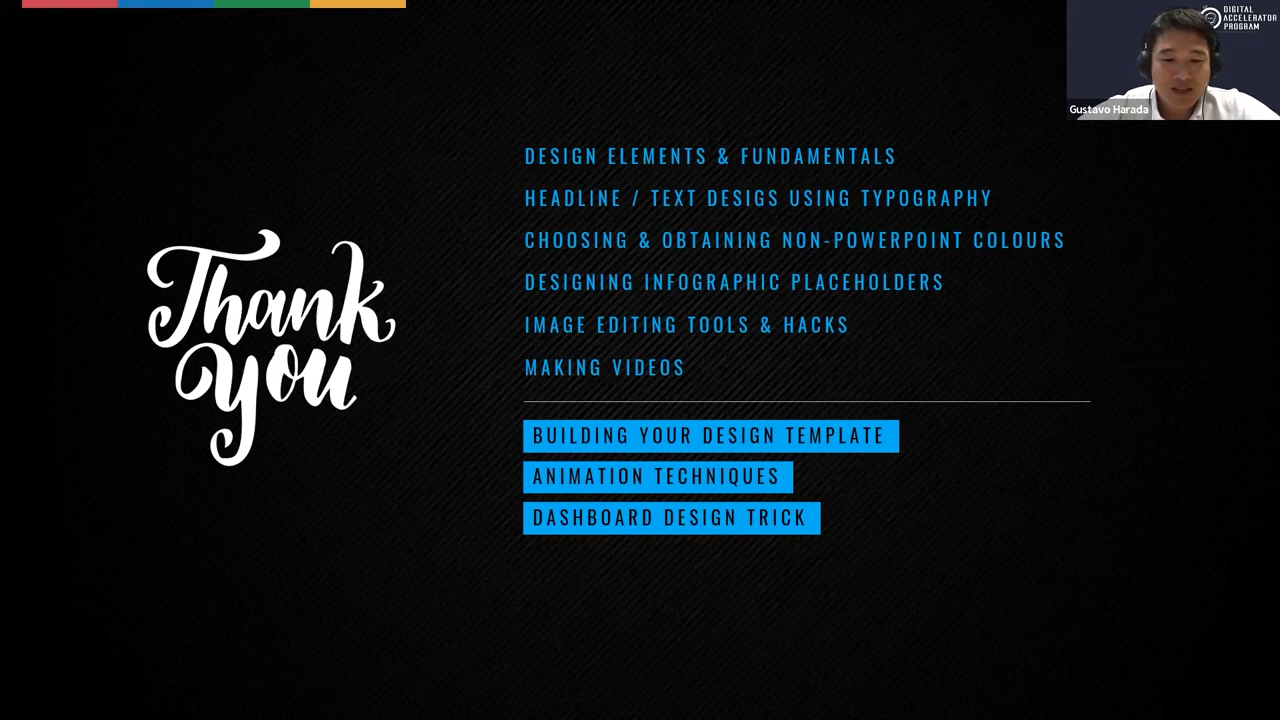 DIGITAL
ACCELERATOR
PROGRAM
Gustavo Harada
Thank
you
DESIGN ELEMENTS & FUNDAMENTALS
HEADLINE / TEXT DESIGS USING TYPOGRAPHY
CHOOSING & OBTAINING NON-POWERPOINT COLOURS
DESIGNING INFOGRAPHIC PLACEHOLDERS
IMAGE EDITING TOOLS & HACKS
MAKING VIDEOS
BUILDING YOUR DESIGN TEMPLATE
ANIMATION TECHNIQUES
DASHBOARD DESIGN TRICK